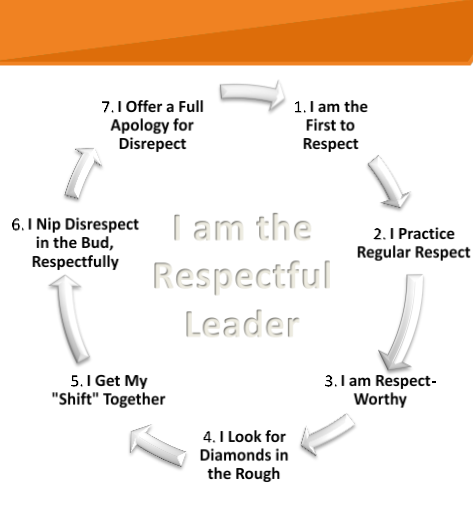 7. I Offer a Full
Apology for
Disrepect
1. I am the
First to
Respect
6. I Nip Disrespect
in the Bud,
Respectfully
I am the
Respectful
Leader
2. I Practice
Regular Respect
5. I Get My
"Shift" Together
3. I am Respect-
Worthy
4. I Look for
Diamonds in
the Rough